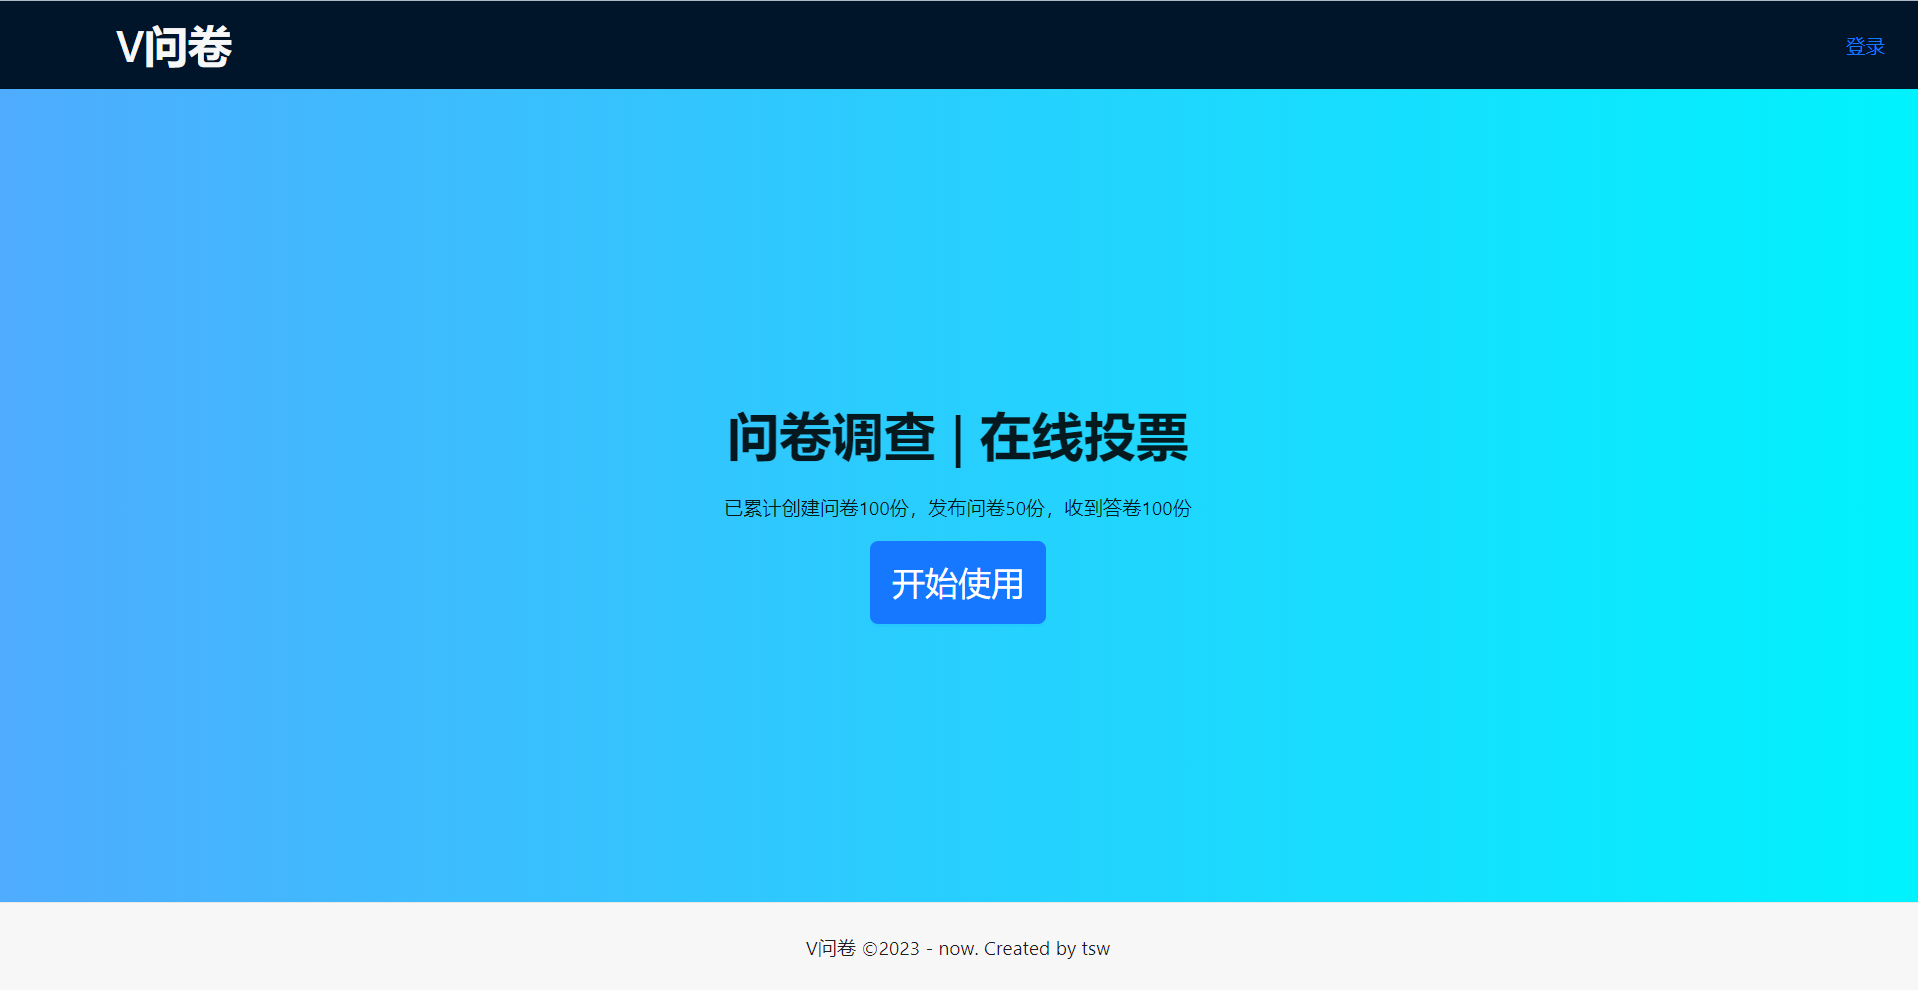 V问卷
登录
问卷调查 | 在线投票
已累计创建问卷100份，发布问卷50份，收到答卷100份
开始使用
V问卷 ©2023 - now. Created by tsw